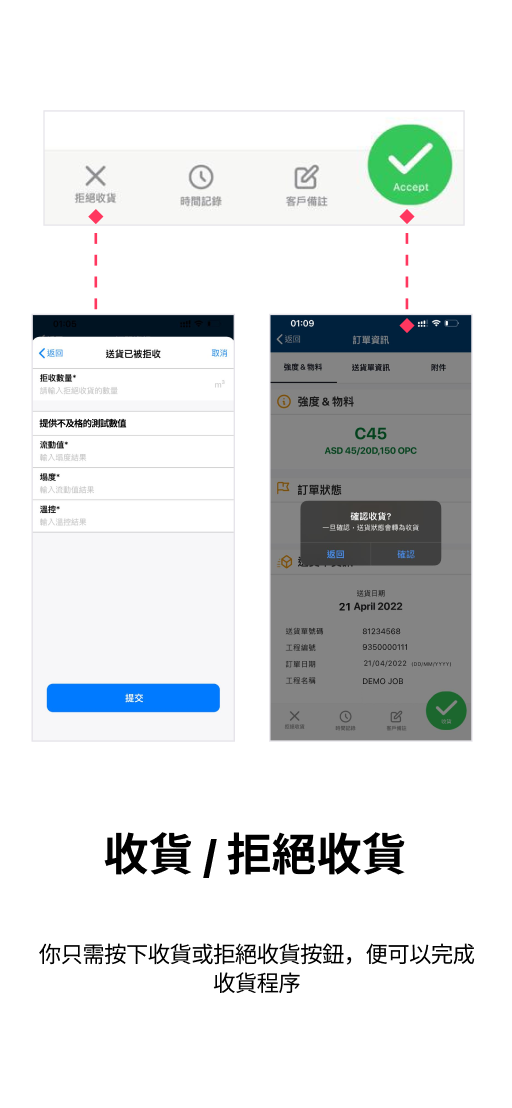 Accept
拒絕收貨
時間記錄
客戶備註
01:09
返回
送貨已被拒收
取消
拒收數量*
請輸入拒絕收貨的數量
m³
提供不及格的測試數值
流動值*
輸入塌度結果
塌度*
輸入流動值結果
溫控*
輸入溫控結果
提交
01:09
返回
訂單資訊
強度 & 物料
送貨單資訊
附件
強度 & 物料
C45
ASD 45/20D,150 OPC
訂單狀態
確認收貨?
一旦確認，送貨狀態會轉為收貨
返回
確認
送貨日期
21 April 2022
送貨單號碼
81234568
工程編號
9350000111
訂單日期
21/04/2022 (DD/MM/YYYY)
工程名稱
DEMO JOB
拒絕收貨
時間記錄
客戶備註
收貨
收貨 / 拒絕收貨
你只需按下收貨或拒絕收貨按鈕，便可以完成
收貨程序